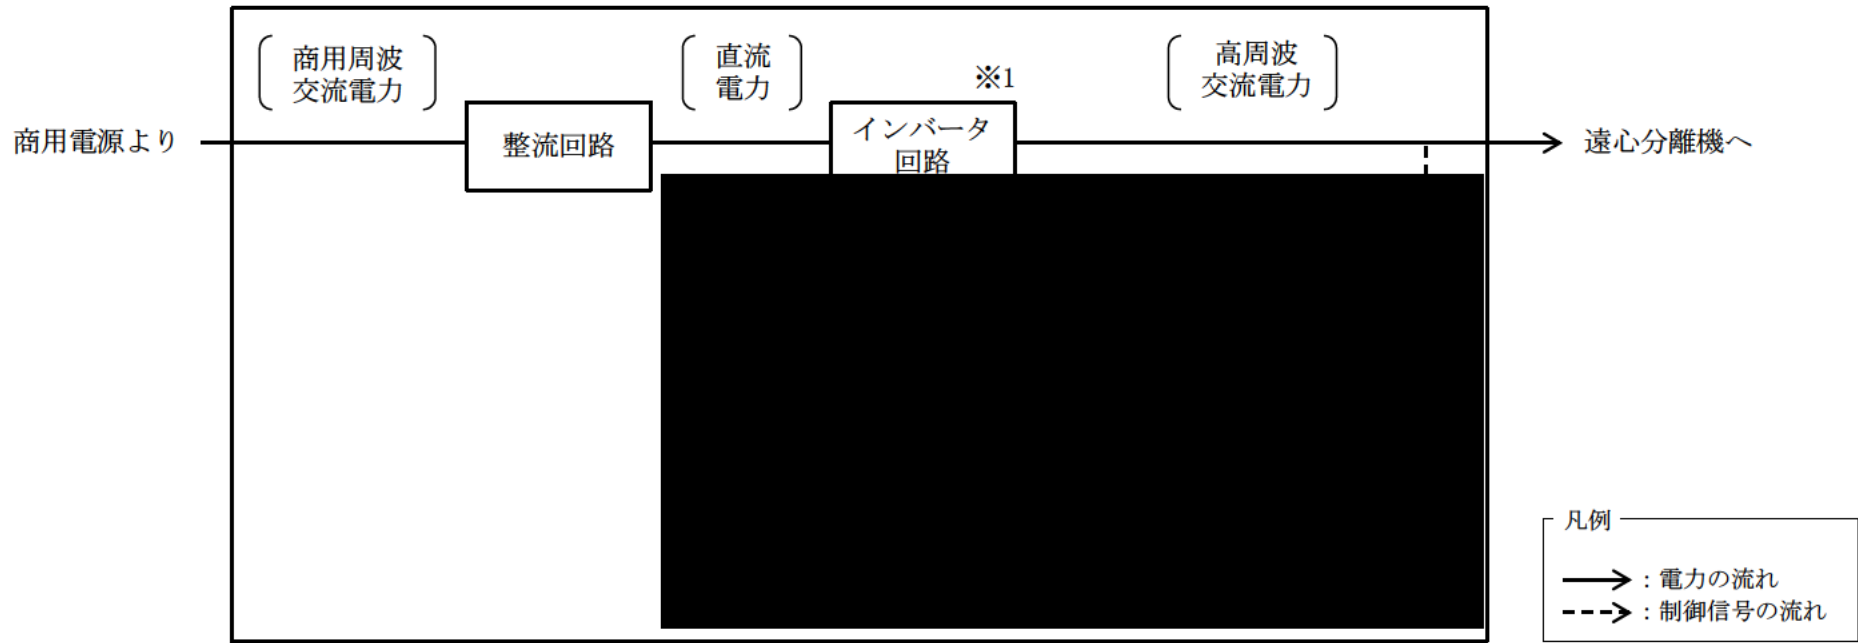 商用周波
交流電力
直流
電力
※1
高周波
交流電力
商用電源より
整流回路
インバータ
回路
遠心分離機へ
凡例
：電力の流れ
：制御信号の流れ